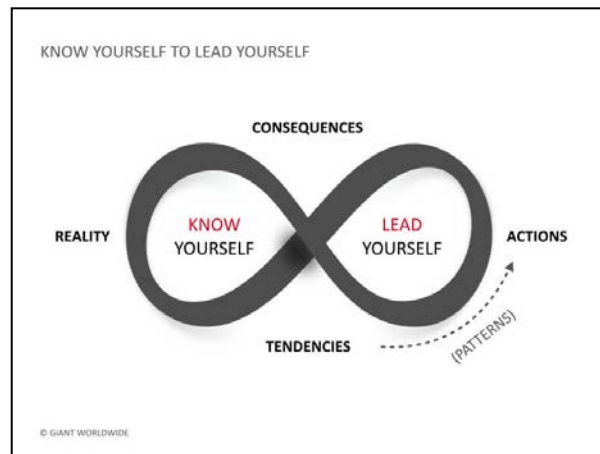 KNOW YOURSELF TO LEAD YOURSELF
CONSEQUENCES
REALITY
KNOW
YOURSELF
LEAD
YOURSELF
ACTIONS
TENDENCIES
(PATTERNS)
© GiANT WORLDWIDE